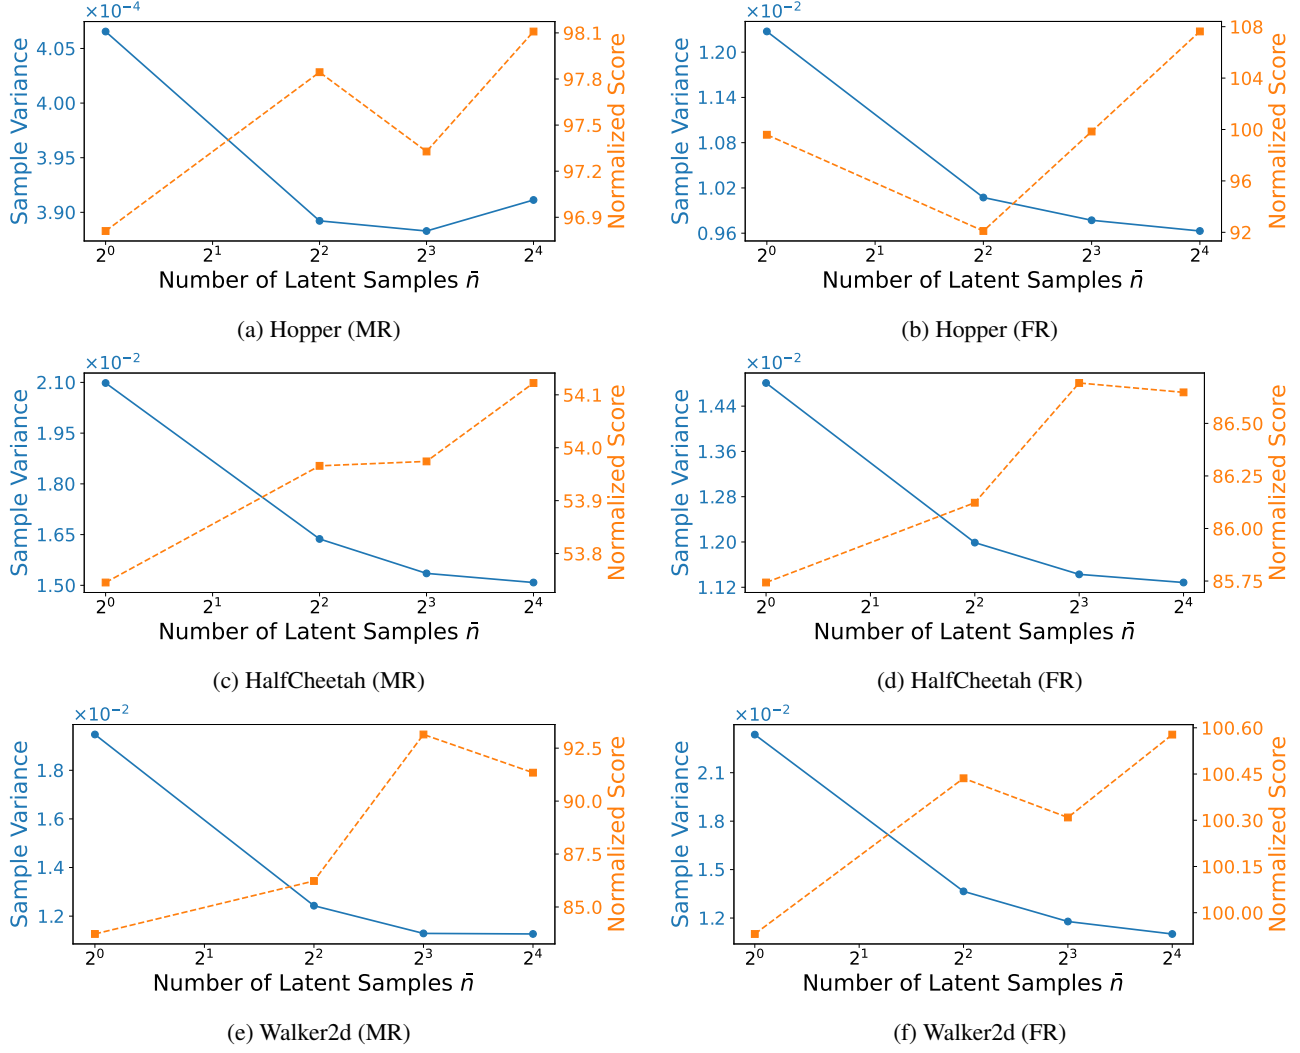 ×10⁻⁴
4.05
4.00
3.95
3.90
Sample Variance
98.1
97.8
97.5
97.2
96.9
Normalized Score
2⁰ 2¹ 2² 2³ 2⁴
Number of Latent Samples n̄
(a) Hopper (MR)
×10⁻²
1.20
1.14
1.08
1.02
0.96
Sample Variance
108
104
100
96
92
Normalized Score
2⁰ 2¹ 2² 2³ 2⁴
Number of Latent Samples n̄
(b) Hopper (FR)
×10⁻²
2.10
1.95
1.80
1.65
1.50
Sample Variance
54.1
54.0
53.9
53.8
Normalized Score
2⁰ 2¹ 2² 2³ 2⁴
Number of Latent Samples n̄
(c) HalfCheetah (MR)
×10⁻²
1.44
1.36
1.28
1.20
1.12
Sample Variance
86.50
86.25
86.00
85.75
Normalized Score
2⁰ 2¹ 2² 2³ 2⁴
Number of Latent Samples n̄
(d) HalfCheetah (FR)
×10⁻²
1.8
1.6
1.4
1.2
Sample Variance
92.5
90.0
87.5
85.0
Normalized Score
2⁰ 2¹ 2² 2³ 2⁴
Number of Latent Samples n̄
(e) Walker2d (MR)
×10⁻²
2.1
1.8
1.5
1.2
Sample Variance
100.60
100.45
100.30
100.15
100.00
Normalized Score
2⁰ 2¹ 2² 2³ 2⁴
Number of Latent Samples n̄
(f) Walker2d (FR)